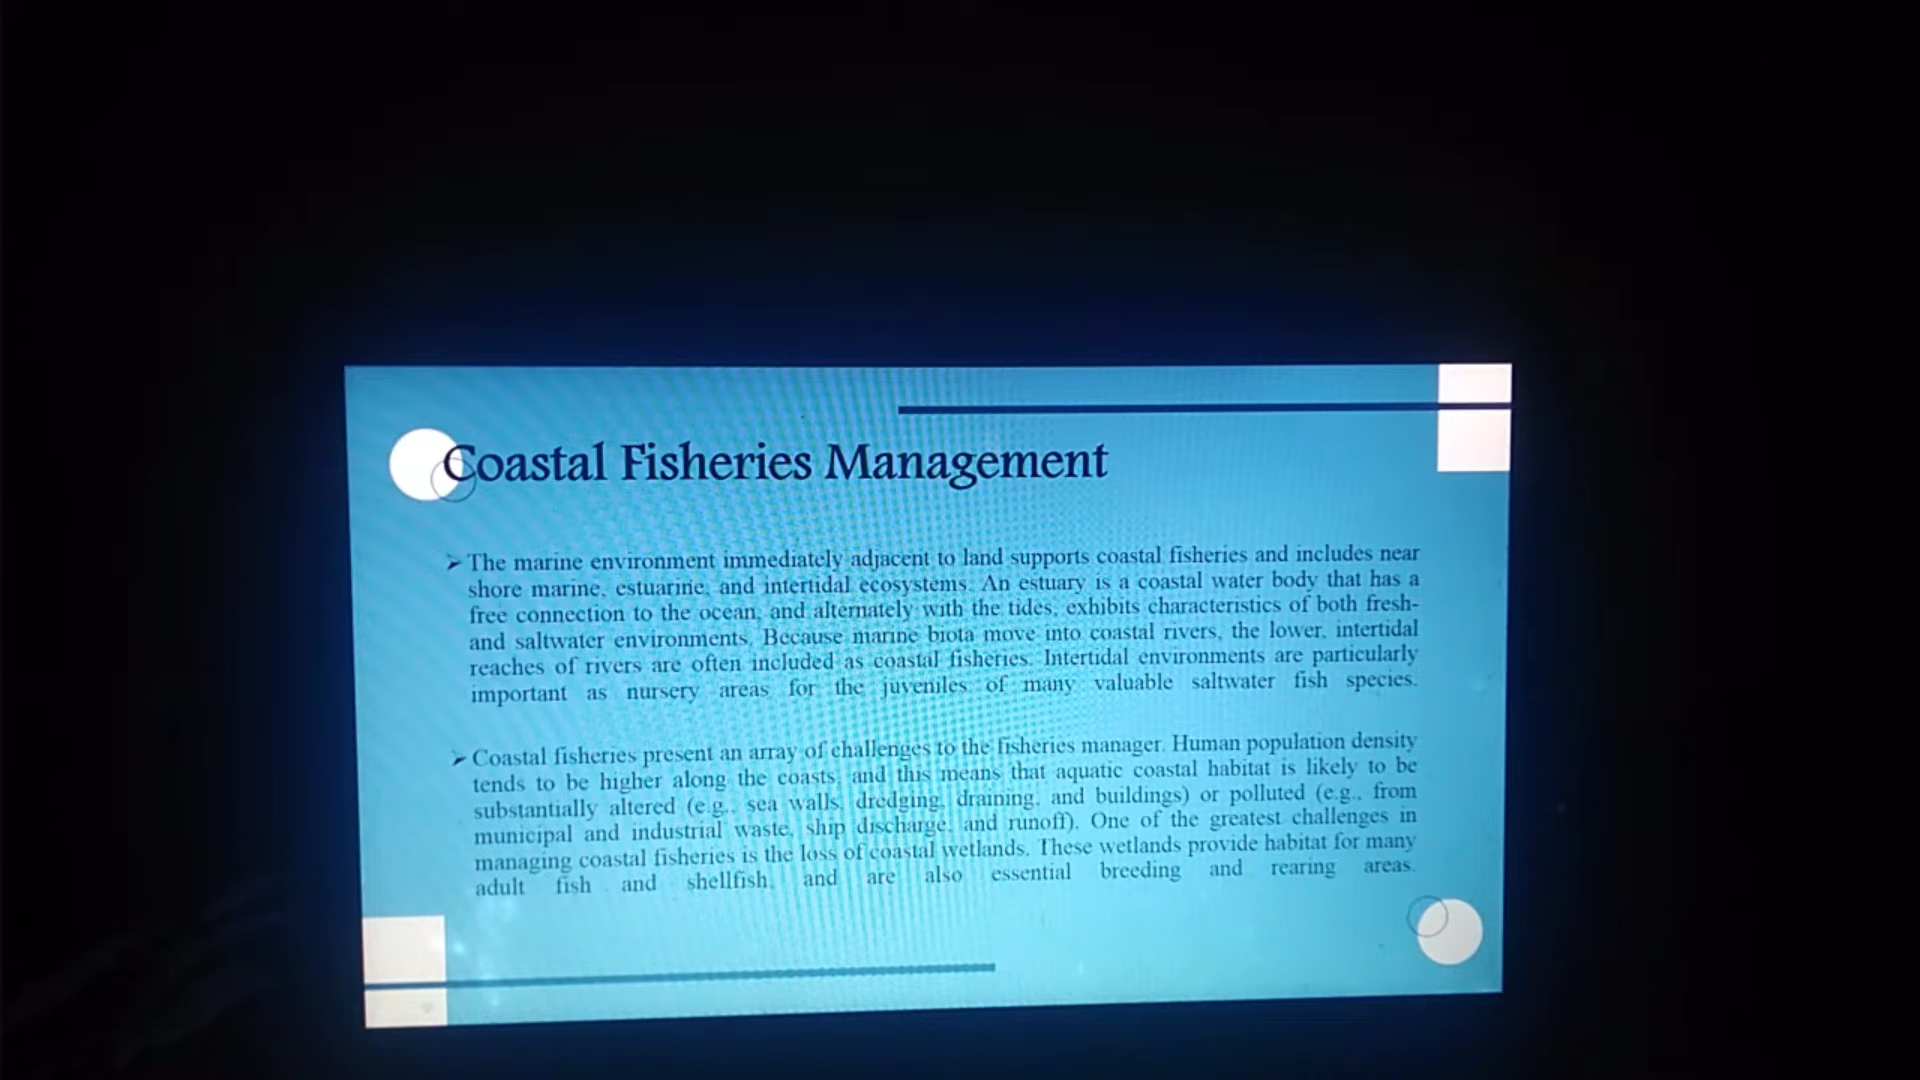 Coastal Fisheries Management
➢ The marine environment immediately adjacent to land supports coastal fisheries and includes near
shore marine, estuarine, and intertidal ecosystems. An estuary is a coastal water body that has a
free connection to the ocean, and alternately with the tides, exhibits characteristics of both fresh-
and saltwater environments. Because marine biota move into coastal rivers, the lower, intertidal
reaches of rivers are often included as coastal fisheries. Intertidal environments are particularly
important as nursery areas for the juveniles of many valuable saltwater fish species.
➢ Coastal fisheries present an array of challenges to the fisheries manager. Human population density
tends to be higher along the coasts, and this means that aquatic coastal habitat is likely to be
substantially altered (e.g., sea walls, dredging, draining, and buildings) or polluted (e.g., from
municipal and industrial waste, ship discharge, and runoff). One of the greatest challenges in
managing coastal fisheries is the loss of coastal wetlands. These wetlands provide habitat for many
adult fish and shellfish, and are also essential breeding and rearing areas.